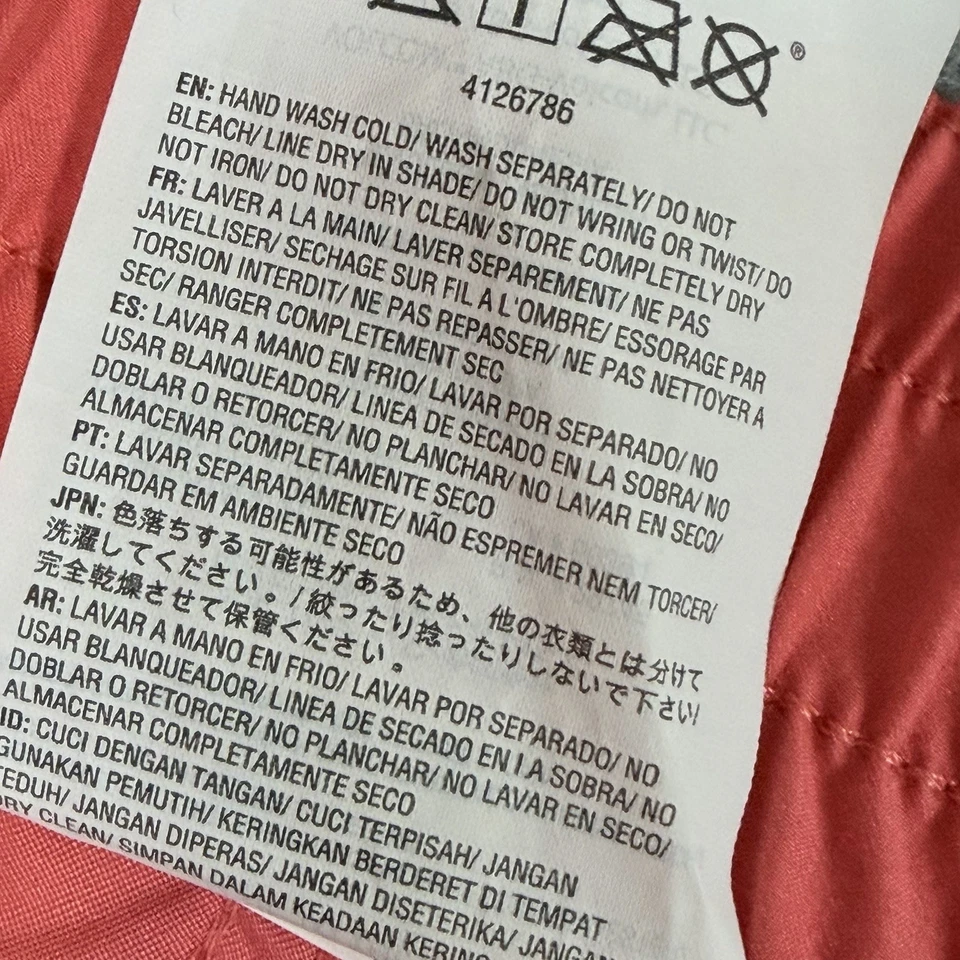 ®
4126786
EN: HAND WASH COLD/ WASH SEPARATELY/ DO NOT
BLEACH/ LINE DRY IN SHADE/ DO NOT WRING OR TWIST/ DO
NOT IRON/ DO NOT DRY CLEAN/ STORE COMPLETELY DRY
FR: LAVER A LA MAIN/ LAVER SEPAREMENT/ NE PAS
JAVELLISER/ SECHAGE SUR FIL A L'OMBRE/ ESSORAGE PAR
TORSION INTERDIT/ NE PAS REPASSER/ NE PAS NETTOYER A
SEC/ RANGER COMPLETEMENT SEC
ES: LAVAR A MANO EN FRIO/ LAVAR POR SEPARADO/ NO
USAR BLANQUEADOR/ LINEA DE SECADO EN LA SOBRA/ NO
DOBLAR O RETORCER/ NO PLANCHAR/ NO LAVAR EN SECO/
ALMACENAR COMPLETAMENTE SECO
PT: LAVAR SEPARADAMENTE/ NÃO ESPREMER NEM TORCER/
GUARDAR EM AMBIENTE SECO
JPN: 色落ちする可能性があるため、他の衣類とは分けて
洗濯してください。/ 絞ったり捻ったりしないで下さい/
完全乾燥させて保管ください。
AR: LAVAR A MANO EN FRIO/ LAVAR POR SEPARADO/ NO
USAR BLANQUEADOR/ LINEA DE SECADO EN LA SOBRA/ NO
DOBLAR O RETORCER/ NO PLANCHAR/ NO LAVAR EN SECO/
ALMACENAR COMPLETAMENTE SECO
ID: CUCI DENGAN TANGAN/ CUCI TERPISAH/ JANGAN
GUNAKAN PEMUTIH/ KERINGKAN BERDERET DI TEMPAT
TEDUH/ JANGAN DIPERAS/ JANGAN DISETERIKA/ JANGAN
DRY CLEAN/ SIMPAN DALAM KEADAAN KERING